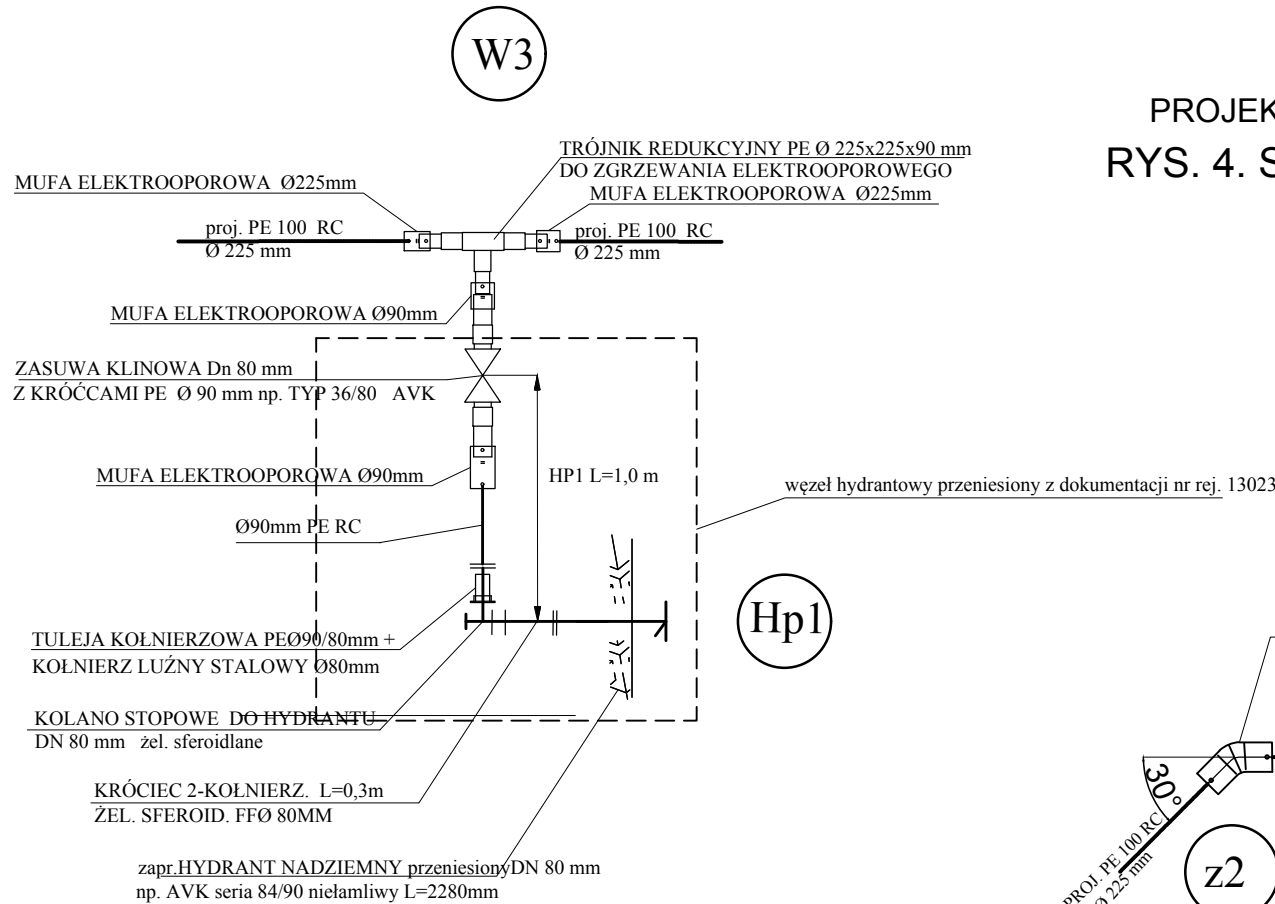 W3
PROJEK
RYS. 4. S
TRÓJNIK REDUKCYJNY PE Ø 225x225x90 mm
DO ZGRZEWANIA ELEKTROOPOROWEGO
MUFA ELEKTROOPOROWA Ø225mm
MUFA ELEKTROOPOROWA Ø225mm
proj. PE 100 RC
Ø 225 mm
proj. PE 100 RC
Ø 225 mm
MUFA ELEKTROOPOROWA Ø90mm
ZASUWA KLINOWA Dn 80 mm
Z KRÓĆCAMI PE Ø 90 mm np. TYP 36/80 AVK
MUFA ELEKTROOPOROWA Ø90mm
HP1 L=1,0 m
węzeł hydrantowy przeniesiony z dokumentacji nr rej. 13023
Ø90mm PE RC
Hp1
TULEJA KOŁNIERZOWA PEØ90/80mm +
KOŁNIERZ LUŹNY STALOWY Ø80mm
KOLANO STOPOWE DO HYDRANTU
DN 80 mm żel. sferoidlane
KRÓCIEC 2-KOŁNIERZ. L=0,3m
ŻEL. SFEROID. FFØ 80MM
zapr.HYDRANT NADZIEMNY przeniesionyDN 80 mm
np. AVK seria 84/90 niełamliwy L=2280mm
30°
PROJ. PE 100 RC
Ø 225 mm
z2